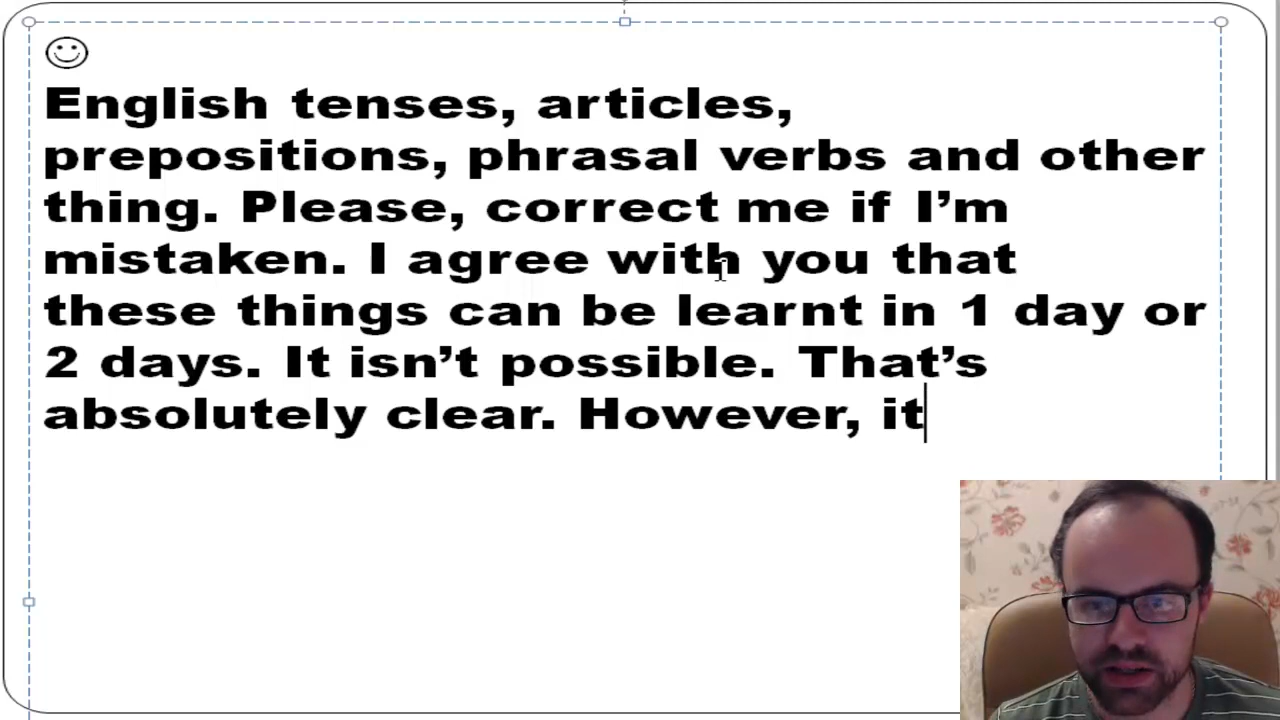 English tenses, articles,
prepositions, phrasal verbs and other
thing. Please, correct me if I’m
mistaken. I agree with you that
these things can be learnt in 1 day or
2 days. It isn’t possible. That’s
absolutely clear. However, it